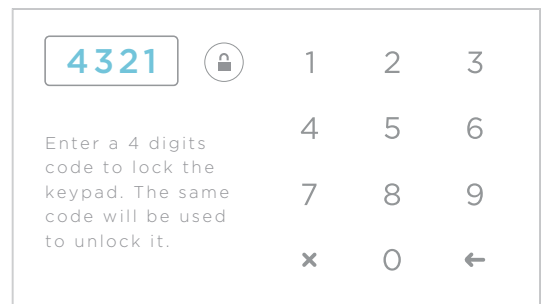 4321
1 2 3
Enter a 4 digits
code to lock the
keypad. The same
code will be used
to unlock it.
4 5 6
7 8 9
× 0 ←